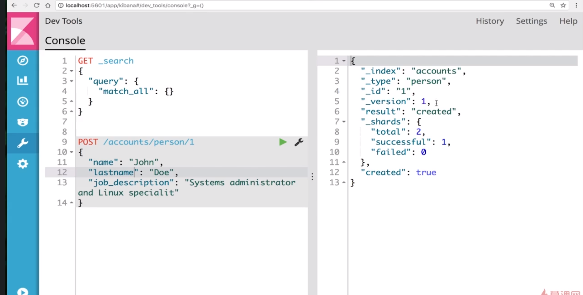 localhost:5601/app/kibana#/dev_tools/console?_g=()
Dev Tools
History Settings Help
Console
1 GET _search
2 {
3 "query": {
4 "match_all": {}
5 }
6 }
7
8
9 POST /accounts/person/1
10 {
11 "name": "John",
12 "lastname": "Doe",
13 "job_description": "Systems administrator
and Linux specialit"
14 }
1 {
2 "_index": "accounts",
3 "_type": "person",
4 "_id": "1",
5 "_version": 1,
6 "result": "created",
7 "_shards": {
8 "total": 2,
9 "successful": 1,
10 "failed": 0
11 },
12 "created": true
13 }